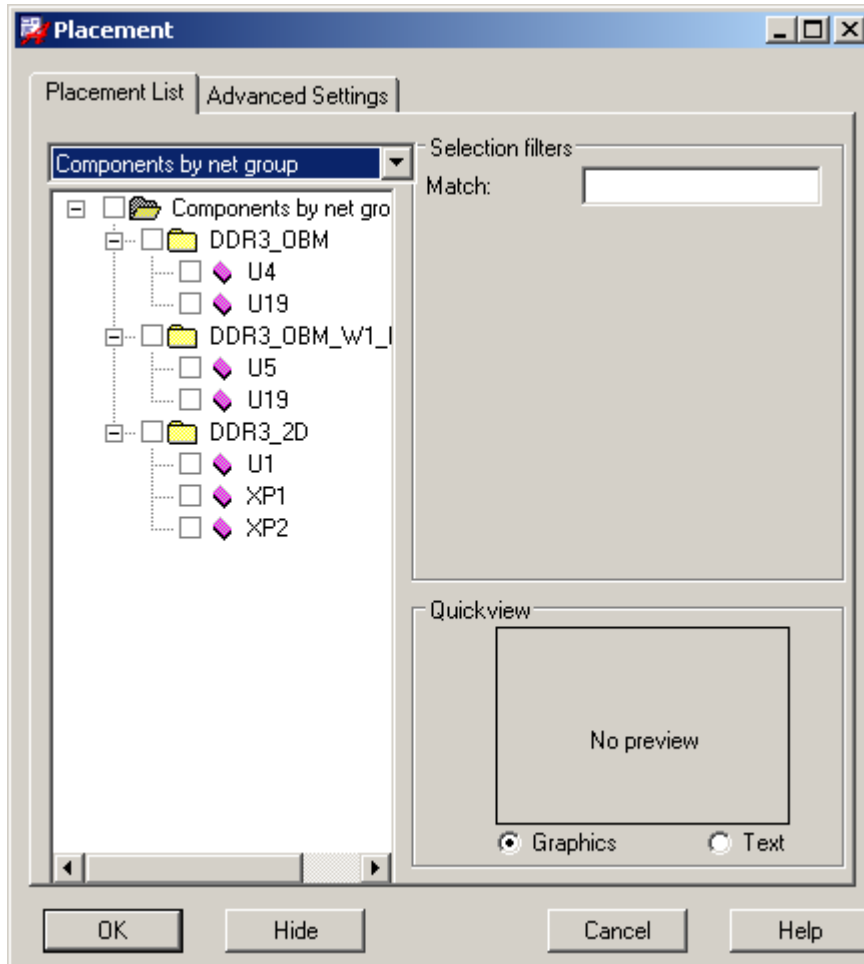 Placement
Placement List Advanced Settings
Components by net group
Selection filters
Match:
Components by net gro
DDR3_OBM
U4
U19
DDR3_OBM_W1_
U5
U19
DDR3_2D
U1
XP1
XP2
Quickview
No preview
Graphics Text
OK Hide Cancel Help